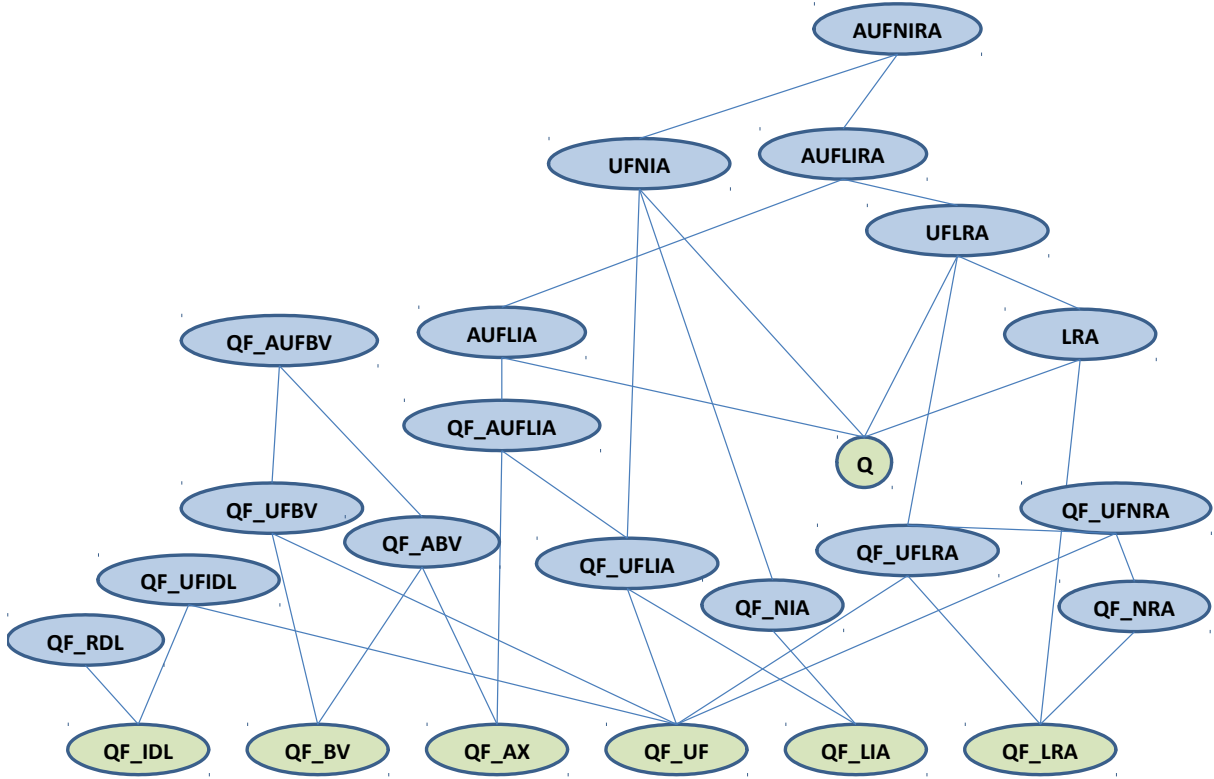 AUFNIRA
UFNIA
AUFLIRA
UFLRA
QF_AUFBV
AUFLIA
LRA
QF_AUFLIA
Q
QF_UFBV
QF_UFNRA
QF_ABV
QF_UFLRA
QF_UFIDL
QF_UFLIA
QF_NIA
QF_NRA
QF_RDL
QF_IDL
QF_BV
QF_AX
QF_UF
QF_LIA
QF_LRA